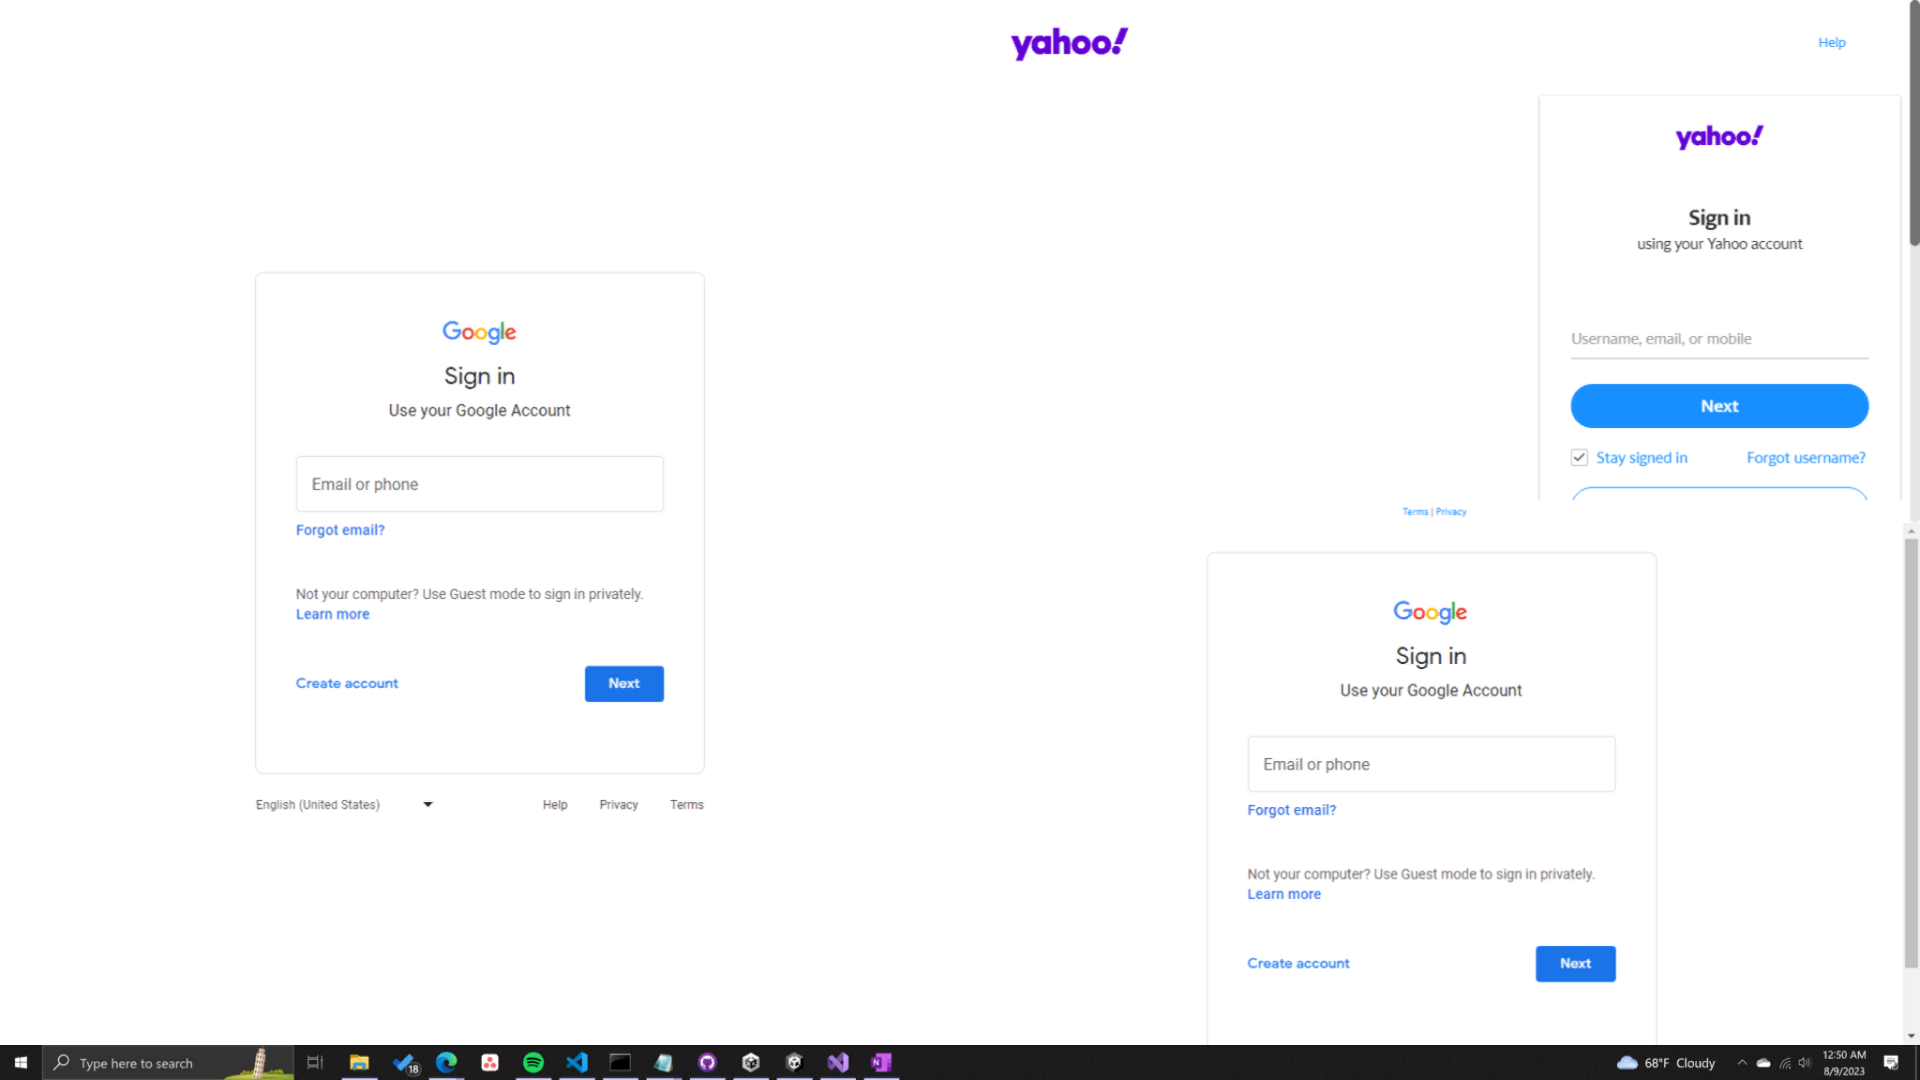 Google
Sign in
Use your Google Account
Email or phone
Forgot email?
Not your computer? Use Guest mode to sign in privately.
Learn more
Create account
Next
English (United States)
Help
Privacy
Terms
yahoo!
Help
yahoo!
Sign in
using your Yahoo account
Username, email, or mobile
Next
Stay signed in
Forgot username?
Terms | Privacy
Google
Sign in
Use your Google Account
Email or phone
Forgot email?
Not your computer? Use Guest mode to sign in privately.
Learn more
Create account
Next
Type here to search
18
N
68°F Cloudy
12:50 AM
8/9/2023